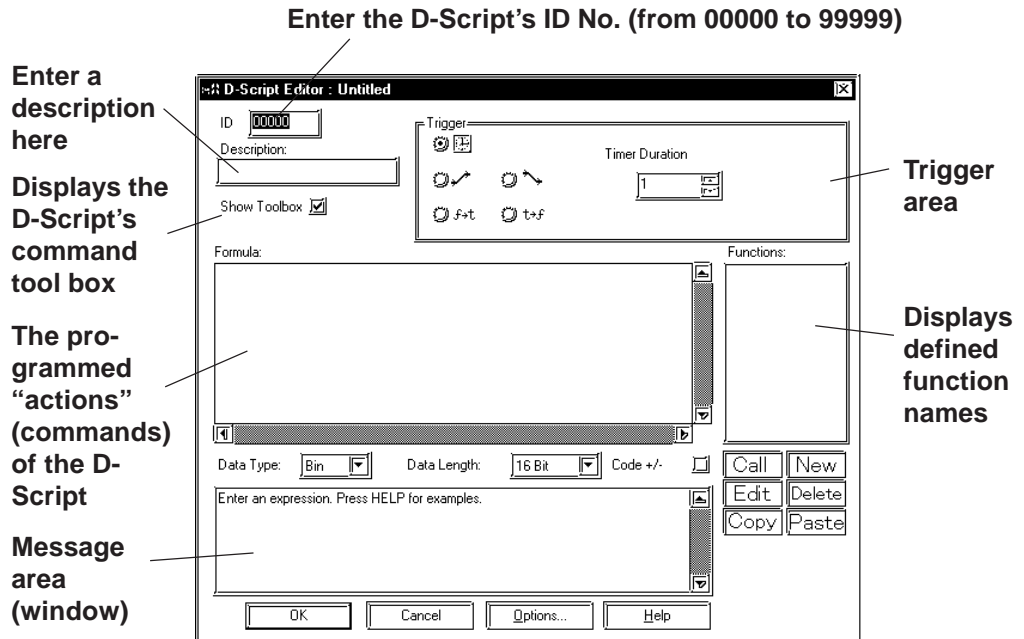 Enter the D-Script’s ID No. (from 00000 to 99999)
Enter a
description
here
Displays the
D-Script’s
command
tool box
The pro-
grammed
“actions”
(commands)
of the D-
Script
Message
area
(window)
D-Script Editor : Untitled
ID 00000
Description:
Show Toolbox
Trigger
Timer Duration
1
f→t t→f
Formula:
Functions:
Data Type: Bin Data Length: 16 Bit Code +/-
Enter an expression. Press HELP for examples.
Call New
Edit Delete
Copy Paste
OK Cancel Options... Help
Trigger
area
Displays
defined
function
names